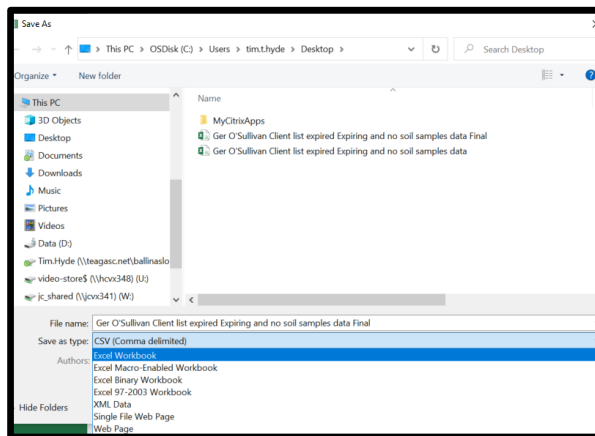 Save As
This PC > OSDisk (C:) > Users > tim.t.hyde > Desktop >
Search Desktop
Organize
New folder
This PC
3D Objects
Desktop
Documents
Downloads
Music
Pictures
Videos
Data (D:)
Tim.Hyde (\\teagasc.net\ballinaslo
video-store$ (\\hcvx348) (U:)
jc_shared (\\jcvx341) (W:)
Name
MyCitrixApps
Ger O'Sullivan Client list expired Expiring and no soil samples data Final
Ger O'Sullivan Client list expired Expiring and no soil samples data
File name: Ger O'Sullivan Client list expired Expiring and no soil samples data Final
Save as type: CSV (Comma delimited)
Authors:
Excel Workbook
Excel Macro-Enabled Workbook
Excel Binary Workbook
Excel 97-2003 Workbook
XML Data
Single File Web Page
Web Page
Hide Folders